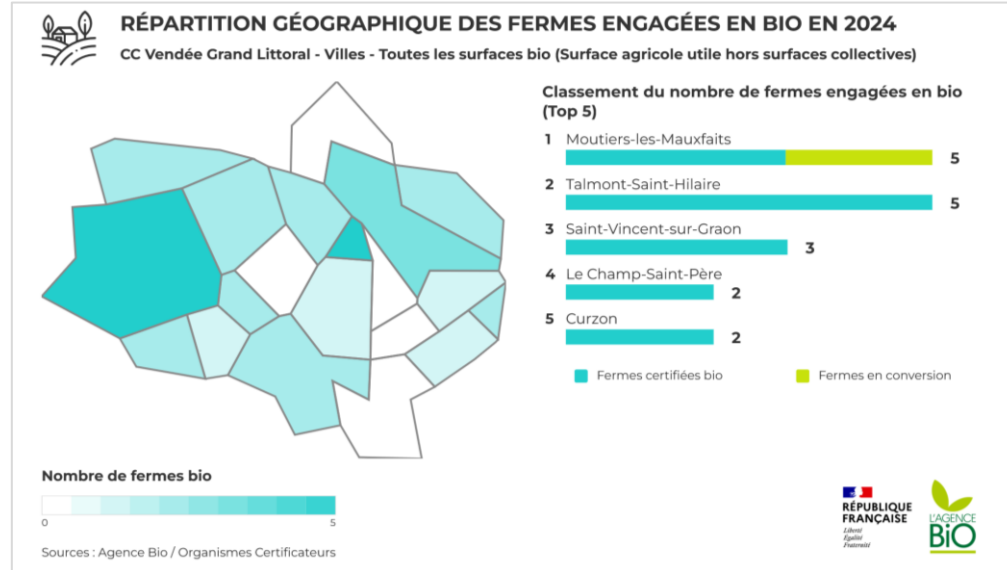 RÉPARTITION GÉOGRAPHIQUE DES FERMES ENGAGÉES EN BIO EN 2024
CC Vendée Grand Littoral - Villes - Toutes les surfaces bio (Surface agricole utile hors surfaces collectives)
Classement du nombre de fermes engagées en bio
(Top 5)
1 Moutiers-les-Mauxfaits
5
2 Talmont-Saint-Hilaire
5
3 Saint-Vincent-sur-Graon
3
4 Le Champ-Saint-Père
2
5 Curzon
2
Fermes certifiées bio
Fermes en conversion
Nombre de fermes bio
0
5
Sources : Agence Bio / Organismes Certificateurs
RÉPUBLIQUE
FRANÇAISE
Liberté
Égalité
Fraternité
L'AGENCE
BiO